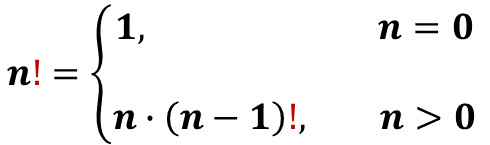 1, n = 0
n! =
n · (n − 1)!, n > 0